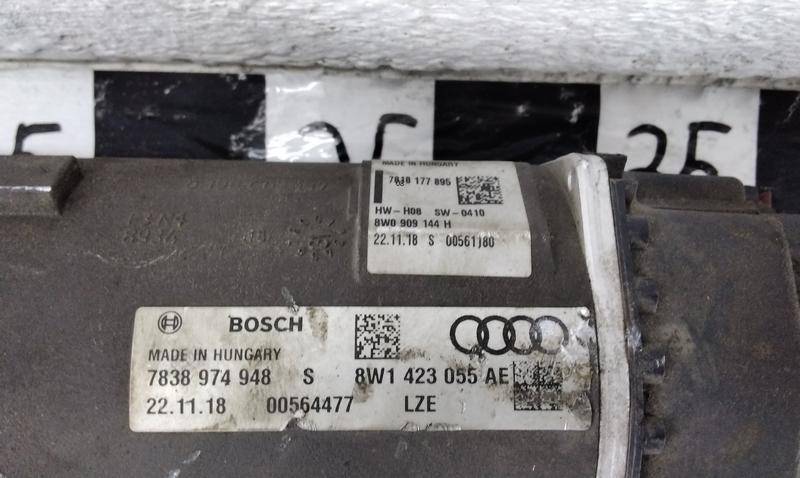 25
35
MADE IN HUNGARY
7838 177 895
HW-H08 SW-0410
8W0 909 144 H
22.11.18 S 00561180
BOSCH
MADE IN HUNGARY
7838 974 948 S 8W1 423 055 AE
22.11.18 00564477 LZE